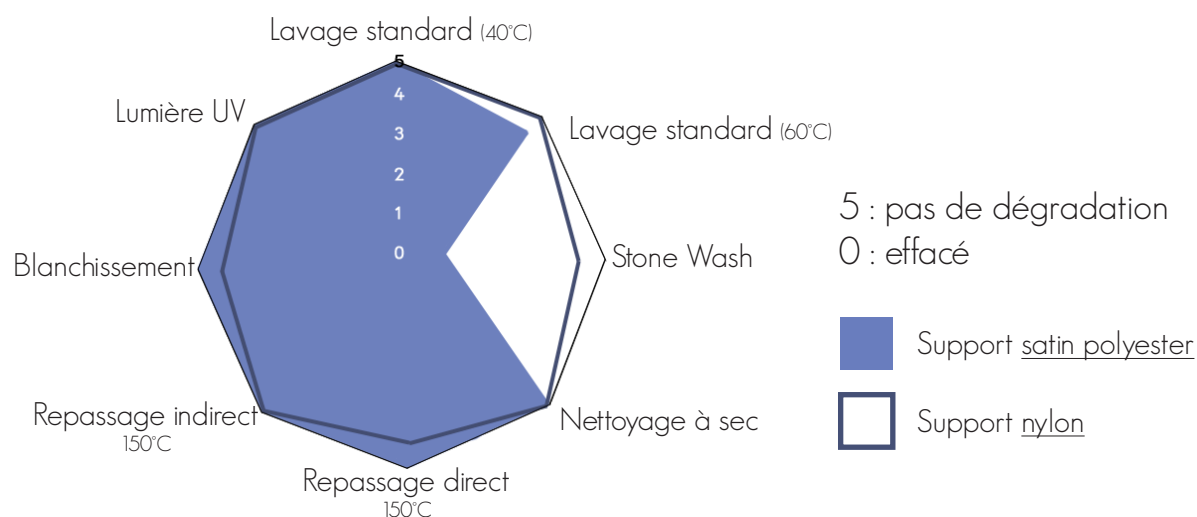 Lavage standard (40°C)
5
4
3
2
1
0
Lumière UV
Lavage standard (60°C)
Blanchissement
Stone Wash
Repassage indirect
150°C
Nettoyage à sec
Repassage direct
150°C
5 : pas de dégradation
0 : effacé
Support satin polyester
Support nylon